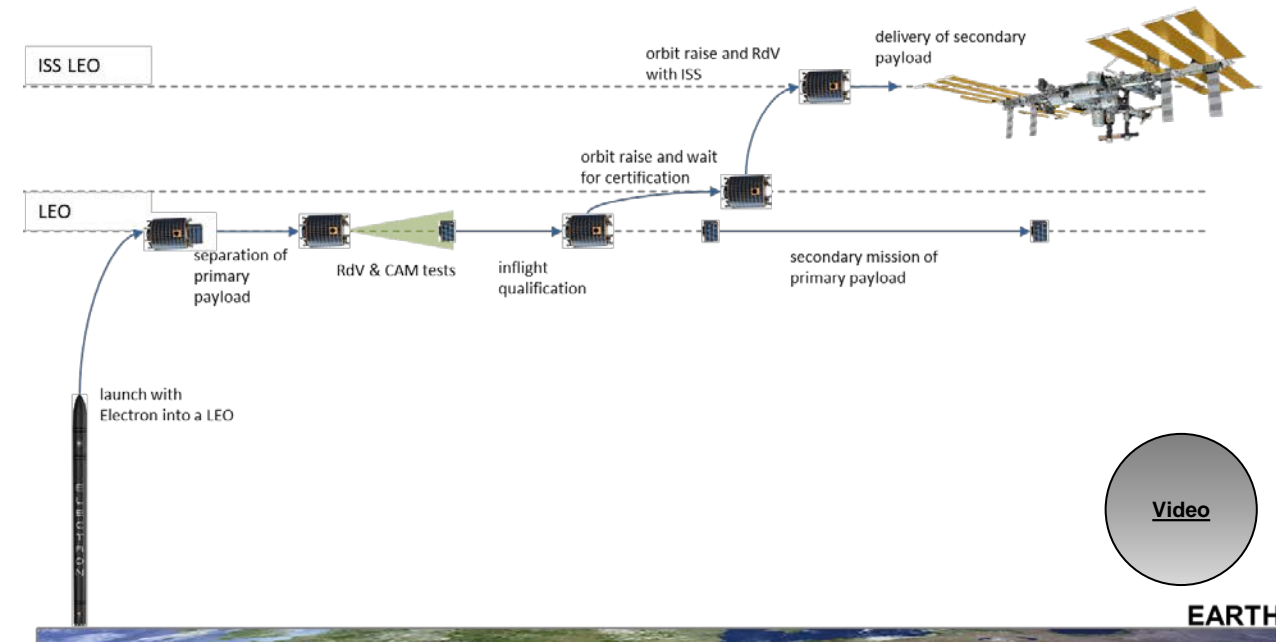 delivery of secondary
payload
orbit raise and RdV
with ISS
ISS LEO
orbit raise and wait
for certification
LEO
separation of
primary
payload
RdV & CAM tests
inflight
qualification
secondary mission of
primary payload
launch with
Electron into a LEO
ELECTRON
Video
EARTH